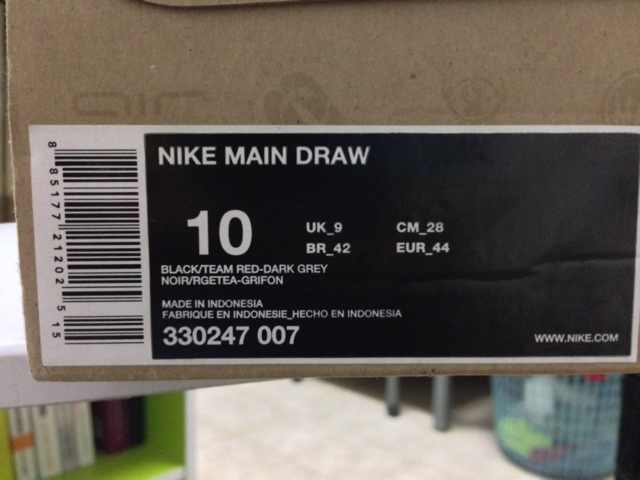 NIKE MAIN DRAW
10
UK_9 CM_28
BR_42 EUR_44
BLACK/TEAM RED-DARK GREY
NOIR/RGETEA-GRIFON
MADE IN INDONESIA
FABRIQUE EN INDONESIE_HECHO EN INDONESIA
330247 007
WWW.NIKE.COM
8 85177 21202 5 15